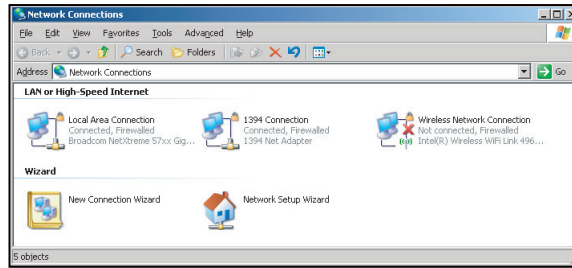 Network Connections
File Edit View Favorites Tools Advanced Help
Back Search Folders
Address Network Connections Go
LAN or High-Speed Internet
Local Area Connection
Connected, Firewalled
Broadcom NetXtreme 57xx Gig...
1394 Connection
Connected, Firewalled
1394 Net Adapter
Wireless Network Connection
Not connected, Firewalled
Intel(R) Wireless WiFi Link 496...
Wizard
New Connection Wizard
Network Setup Wizard
5 objects